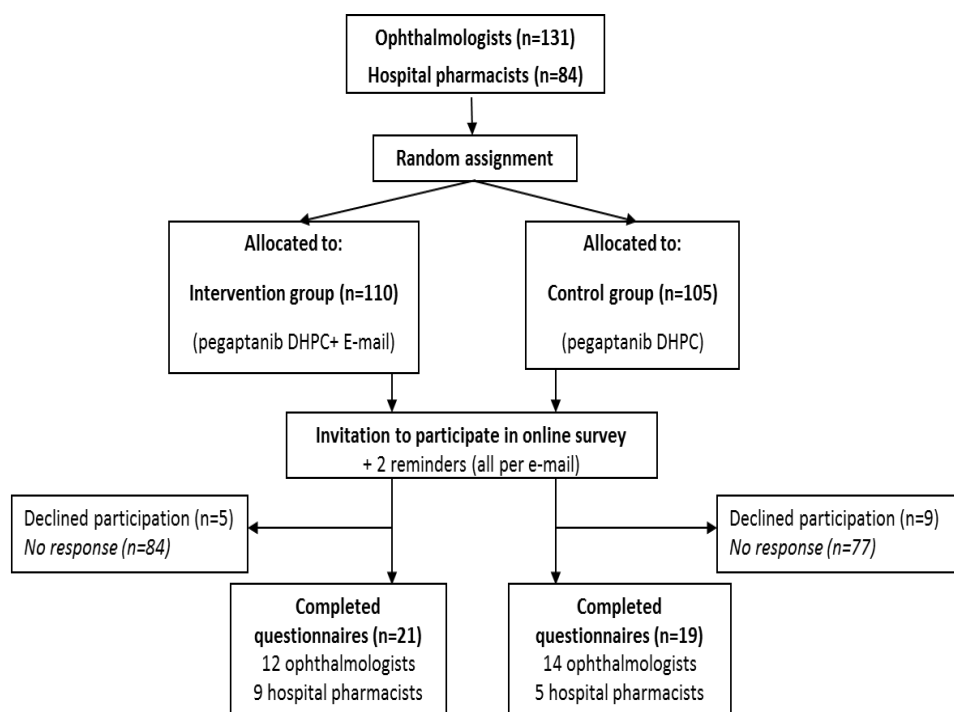 Ophthalmologists (n=131)
Hospital pharmacists (n=84)
Random assignment
Allocated to:
Intervention group (n=110)
(pegaptanib DHPC+ E-mail)
Allocated to:
Control group (n=105)
(pegaptanib DHPC)
Invitation to participate in online survey
+ 2 reminders (all per e-mail)
Declined participation (n=5)
No response (n=84)
Declined participation (n=9)
No response (n=77)
Completed
questionnaires (n=21)
12 ophthalmologists
9 hospital pharmacists
Completed
questionnaires (n=19)
14 ophthalmologists
5 hospital pharmacists